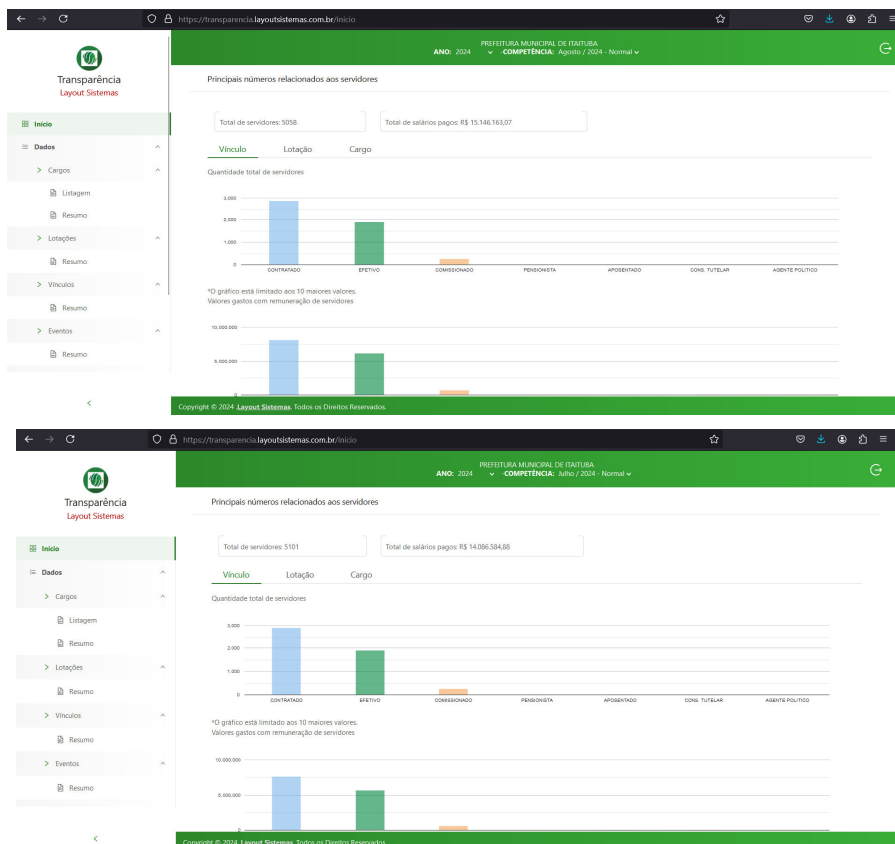 https://transparencia.layoutsistemas.com.br/inicio
PREFEITURA MUNICIPAL DE ITAITUBA
ANO: 2024 -COMPETÊNCIA: Agosto / 2024 - Normal
Transparência
Layout Sistemas
Início
Dados
Cargos
Listagem
Resumo
Lotações
Resumo
Vínculos
Resumo
Eventos
Resumo
Principais números relacionados aos servidores
Total de servidores: 5058
Total de salários pagos: R$ 15.146.163,07
Vínculo Lotação Cargo
Quantidade total de servidores
3,000
2,000
1,000
0
CONTRATADO EFETIVO COMISSIONADO PENSIONISTA APOSENTADO CONS. TUTELAR AGENTE POLITICO
*O gráfico está limitado aos 10 maiores valores.
Valores gastos com remuneração de servidores
10,000,000
5,000,000
0
Copyright © 2024 .Layout Sistemas. Todos os Direitos Reservados.
https://transparencia.layoutsistemas.com.br/inicio
PREFEITURA MUNICIPAL DE ITAITUBA
ANO: 2024 -COMPETÊNCIA: Julho / 2024 - Normal
Transparência
Layout Sistemas
Início
Dados
Cargos
Listagem
Resumo
Lotações
Resumo
Vínculos
Resumo
Eventos
Resumo
Principais números relacionados aos servidores
Total de servidores: 5101
Total de salários pagos: R$ 14.086.584,88
Vínculo Lotação Cargo
Quantidade total de servidores
3,000
2,000
1,000
0
CONTRATADO EFETIVO COMISSIONADO PENSIONISTA APOSENTADO CONS. TUTELAR AGENTE POLITICO
*O gráfico está limitado aos 10 maiores valores.
Valores gastos com remuneração de servidores
10,000,000
5,000,000
0
Copyright © 2024 .Layout Sistemas. Todos os Direitos Reservados.